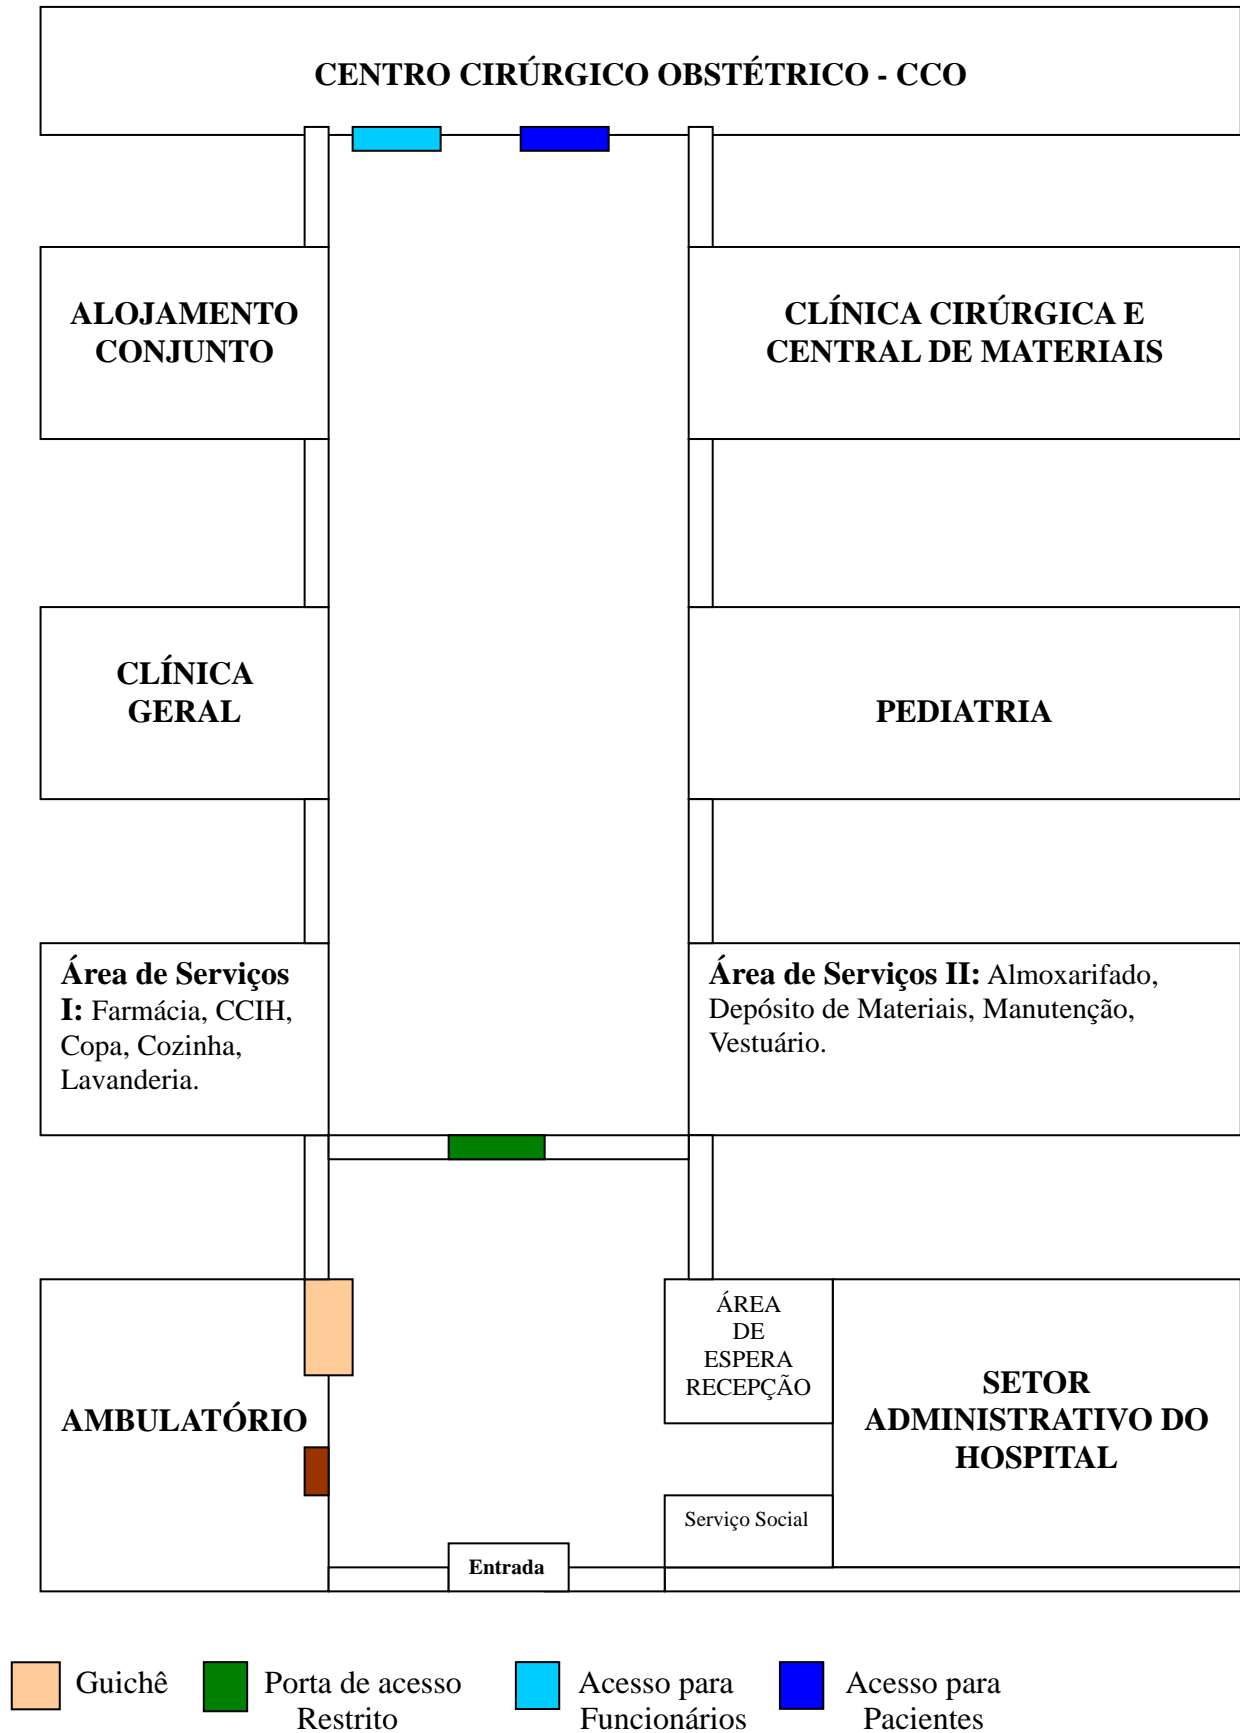 CENTRO CIRÚRGICO OBSTÉTRICO - CCO
ALOJAMENTO
CONJUNTO
CLÍNICA CIRÚRGICA E
CENTRAL DE MATERIAIS
CLÍNICA
GERAL
PEDIATRIA
Área de Serviços
I: Farmácia, CCIH,
Copa, Cozinha,
Lavanderia.
Área de Serviços II: Almoxarifado,
Depósito de Materiais, Manutenção,
Vestuário.
AMBULATÓRIO
ÁREA
DE
ESPERA
RECEPÇÃO
SETOR
ADMINISTRATIVO DO
HOSPITAL
Serviço Social
Entrada
Guichê
Porta de acesso
Restrito
Acesso para
Funcionários
Acesso para
Pacientes